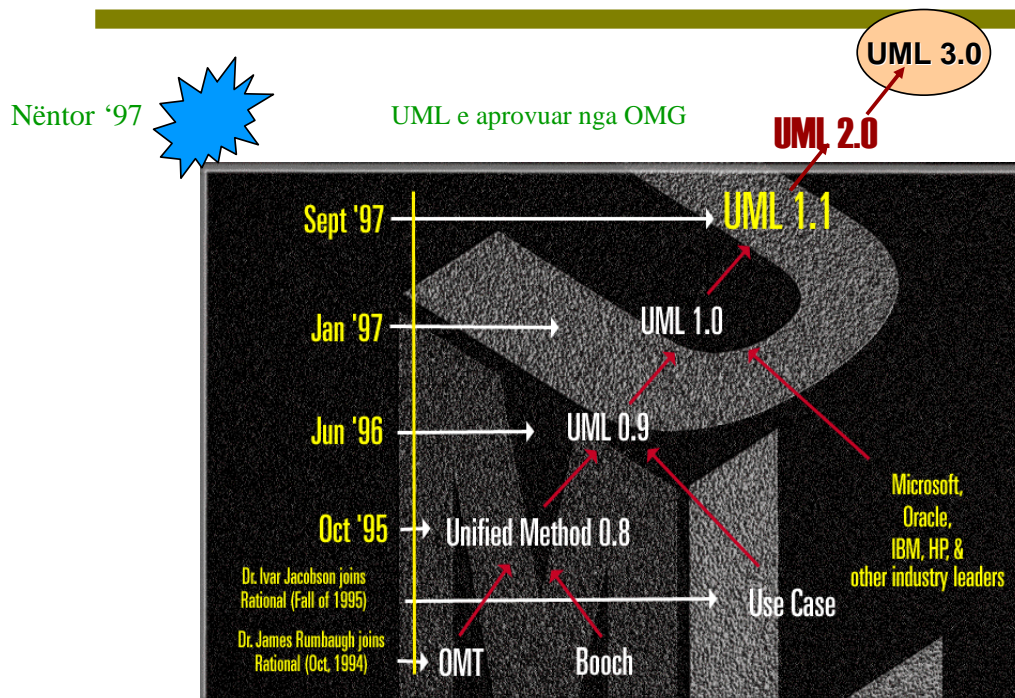 UML 3.0
Nëntor ‘97
UML e aprovuar nga OMG
UML 2.0
Sept '97
UML 1.1
Jan '97
UML 1.0
Jun '96
UML 0.9
Microsoft,
Oracle,
IBM, HP, &
other industry leaders
Oct '95
Unified Method 0.8
Dr. Ivar Jacobson joins
Rational (Fall of 1995)
Use Case
Dr. James Rumbaugh joins
Rational (Oct, 1994)
OMT
Booch